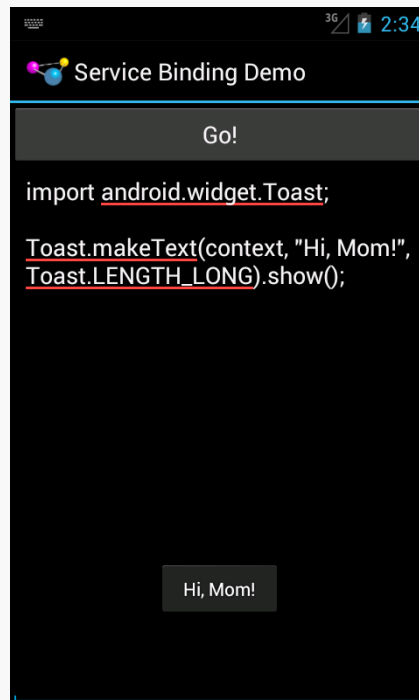 3G 2:34
Service Binding Demo
Go!
import android.widget.Toast;
Toast.makeText(context, "Hi, Mom!",
Toast.LENGTH_LONG).show();
Hi, Mom!